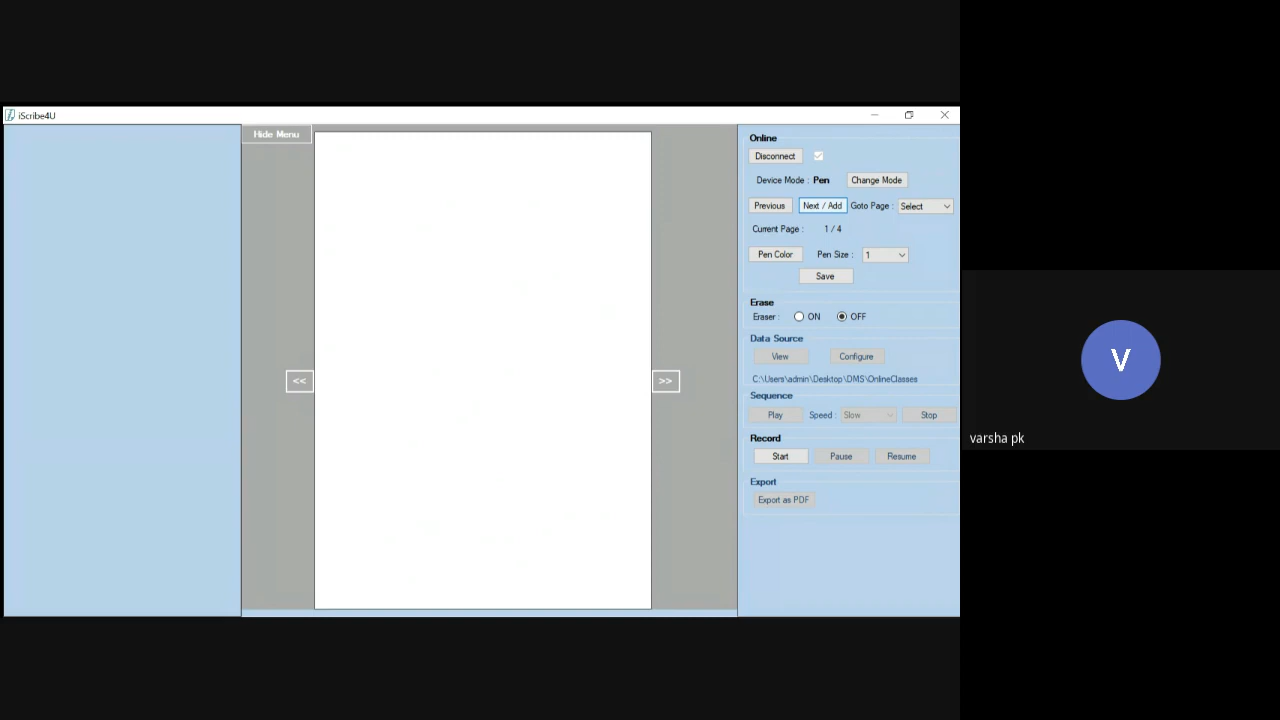 iScribe4U
Hide Menu
<<
>>
Online
Disconnect
Device Mode : Pen Change Mode
Previous Next / Add Goto Page : Select
Current Page : 1 / 4
Pen Color Pen Size : 1
Save
Erase
Eraser : ON OFF
Data Source
View Configure
C:\Users\admin\Desktop\DMS\OnlineClasses
Sequence
Play Speed : Slow Stop
Record
Start Pause Resume
Export
Export as PDF
V
varsha pk